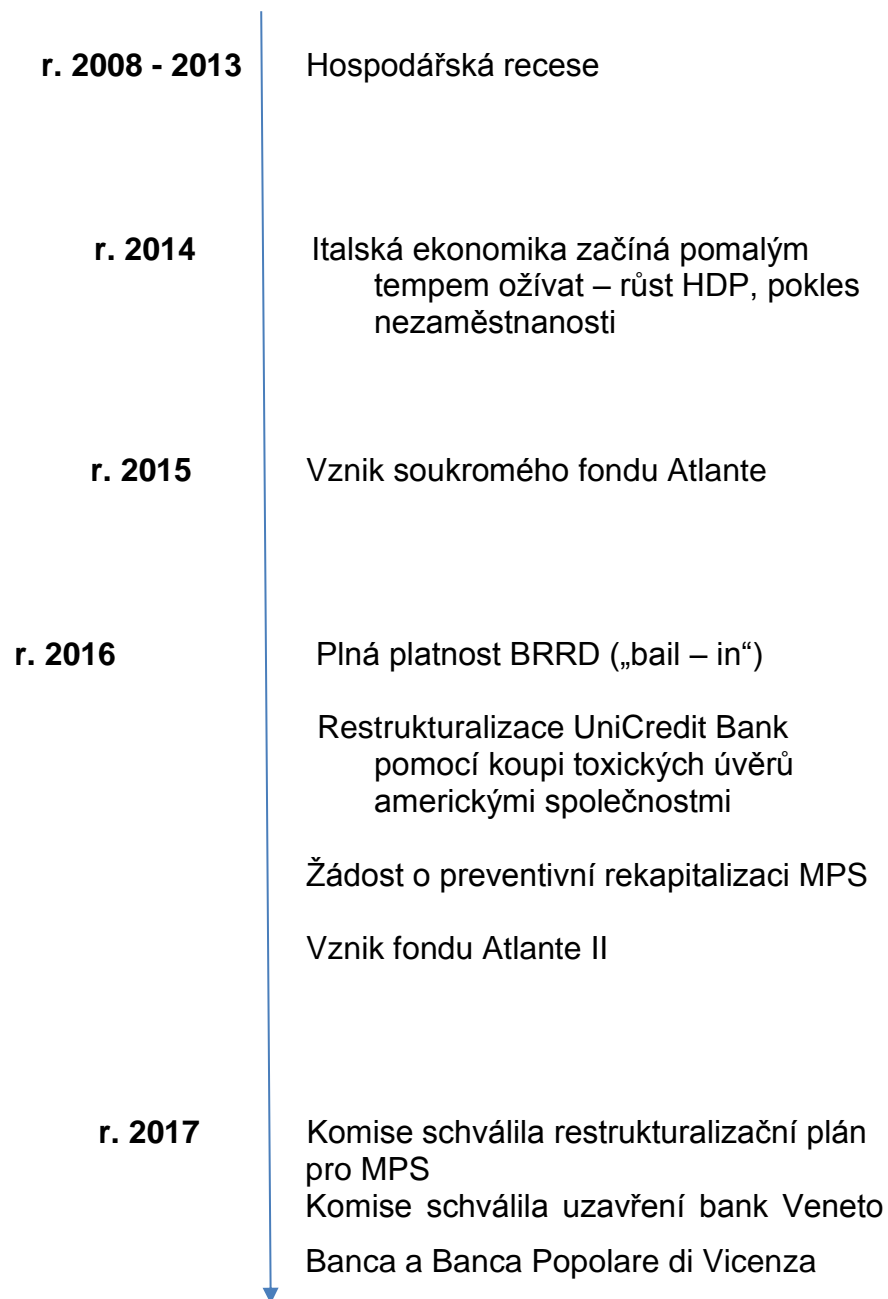 r. 2008 - 2013 Hospodářská recese
r. 2014 Italská ekonomika začíná pomalým
tempem ožívat – růst HDP, pokles
nezaměstnanosti
r. 2015 Vznik soukromého fondu Atlante
r. 2016 Plná platnost BRRD („bail – in“)
Restrukturalizace UniCredit Bank
pomocí koupi toxických úvěrů
americkými společnostmi
Žádost o preventivní rekapitalizaci MPS
Vznik fondu Atlante II
r. 2017 Komise schválila restrukturalizační plán
pro MPS
Komise schválila uzavření bank Veneto
Banca a Banca Popolare di Vicenza